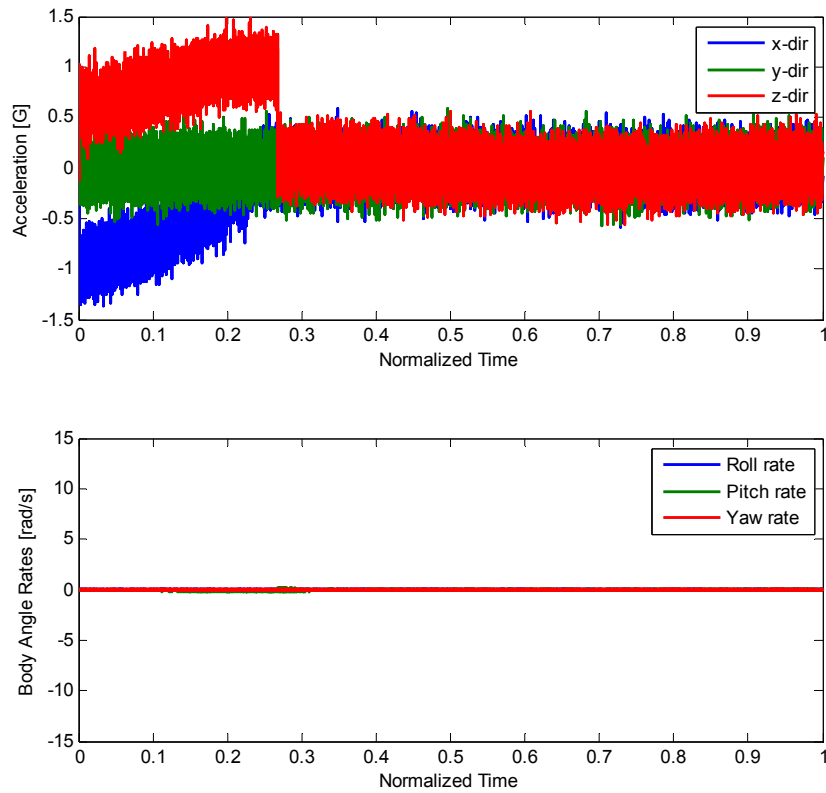 1.5
1
0.5
0
-0.5
-1
-1.5
Acceleration [G]
x-dir
y-dir
z-dir
0 0.1 0.2 0.3 0.4 0.5 0.6 0.7 0.8 0.9 1
Normalized Time
15
10
5
0
-5
-10
-15
Body Angle Rates [rad/s]
Roll rate
Pitch rate
Yaw rate
0 0.1 0.2 0.3 0.4 0.5 0.6 0.7 0.8 0.9 1
Normalized Time